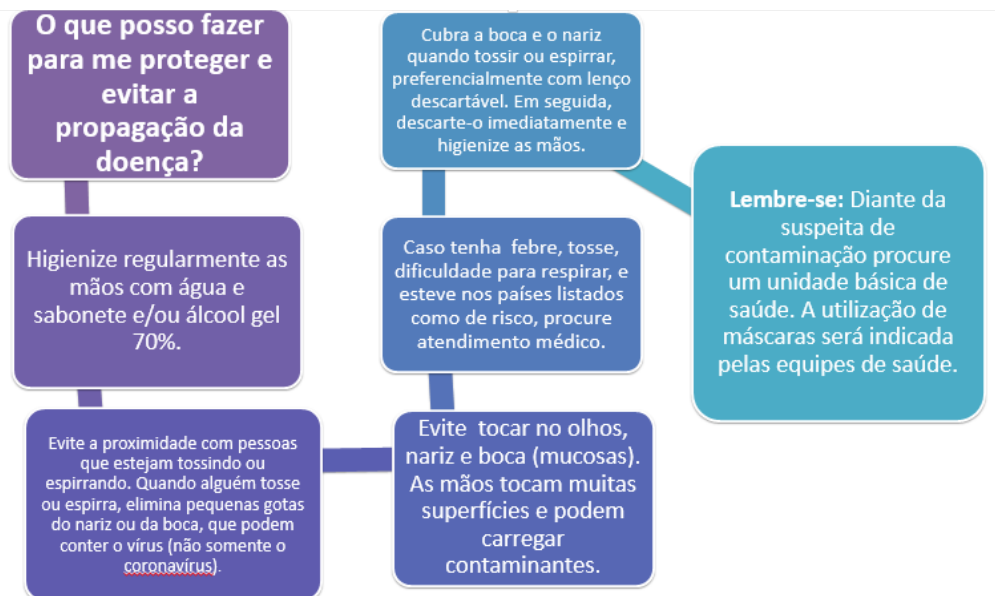 O que posso fazer
para me proteger e
evitar a
propagação da
doença?
Higienize regularmente as
mãos com água e
sabonete e/ou álcool gel
70%.
Evite a proximidade com pessoas
que estejam tossindo ou
espirrando. Quando alguém tosse
ou espirra, elimina pequenas gotas
do nariz ou da boca, que podem
conter o vírus (não somente o
coronavírus).
Evite tocar no olhos,
nariz e boca (mucosas).
As mãos tocam muitas
superfícies e podem
carregar
contaminantes.
Caso tenha febre, tosse,
dificuldade para respirar, e
esteve nos países listados
como de risco, procure
atendimento médico.
Cubra a boca e o nariz
quando tossir ou espirrar,
preferencialmente com lenço
descartável. Em seguida,
descarte-o imediatamente e
higienize as mãos.
Lembre-se: Diante da
suspeita de
contaminação procure
um unidade básica de
saúde. A utilização de
máscaras será indicada
pelas equipes de saúde.